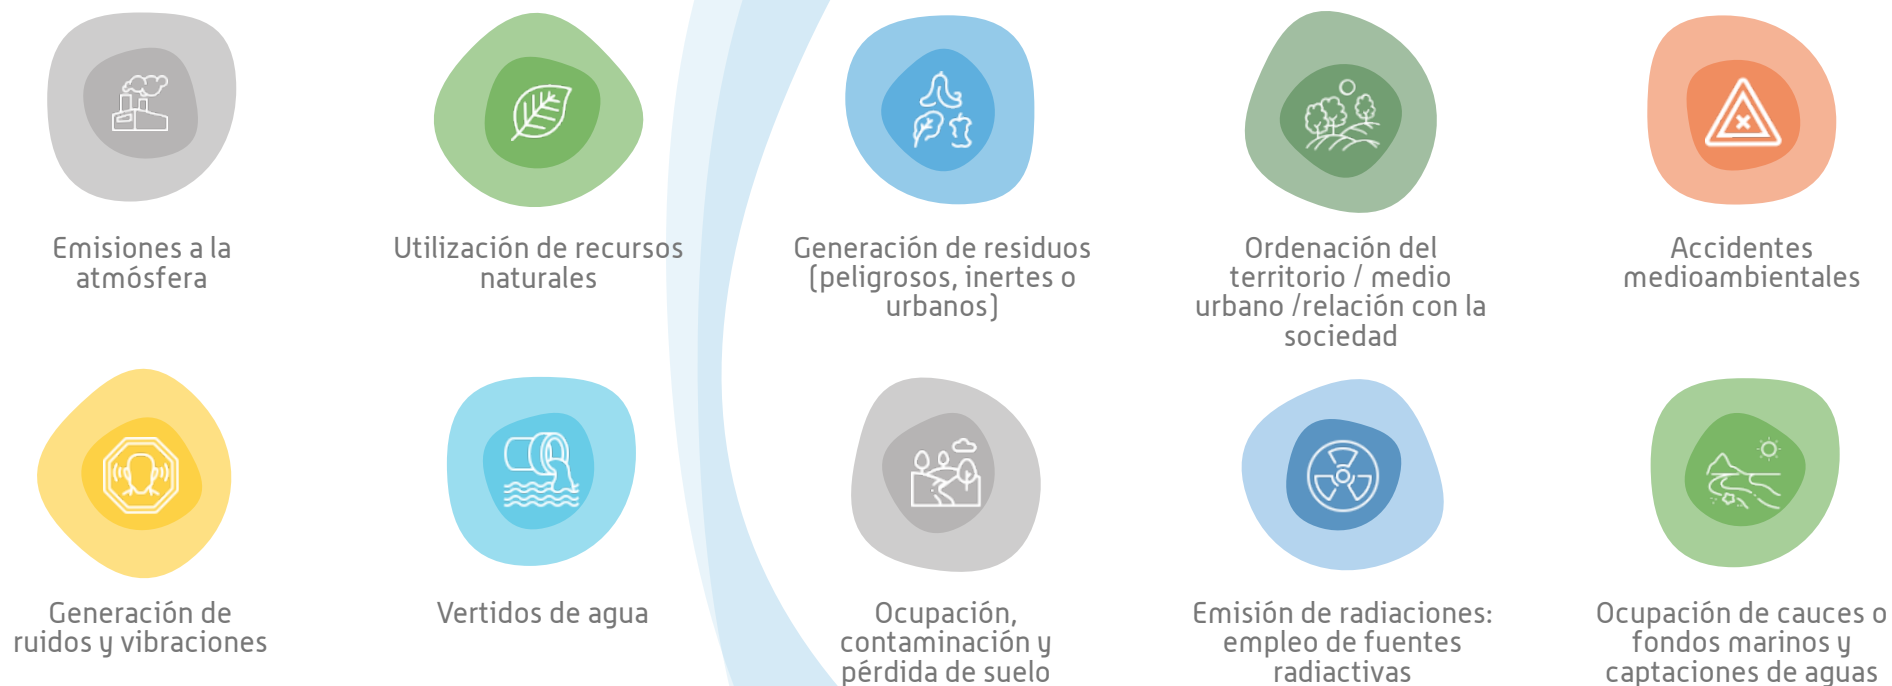 Emisiones a la
atmósfera
Utilización de recursos
naturales
Generación de residuos
(peligrosos, inertes o
urbanos)
Ordenación del
territorio / medio
urbano /relación con la
sociedad
Accidentes
medioambientales
Generación de
ruidos y vibraciones
Vertidos de agua
Ocupación,
contaminación y
pérdida de suelo
Emisión de radiaciones:
empleo de fuentes
radiactivas
Ocupación de cauces o
fondos marinos y
captaciones de aguas